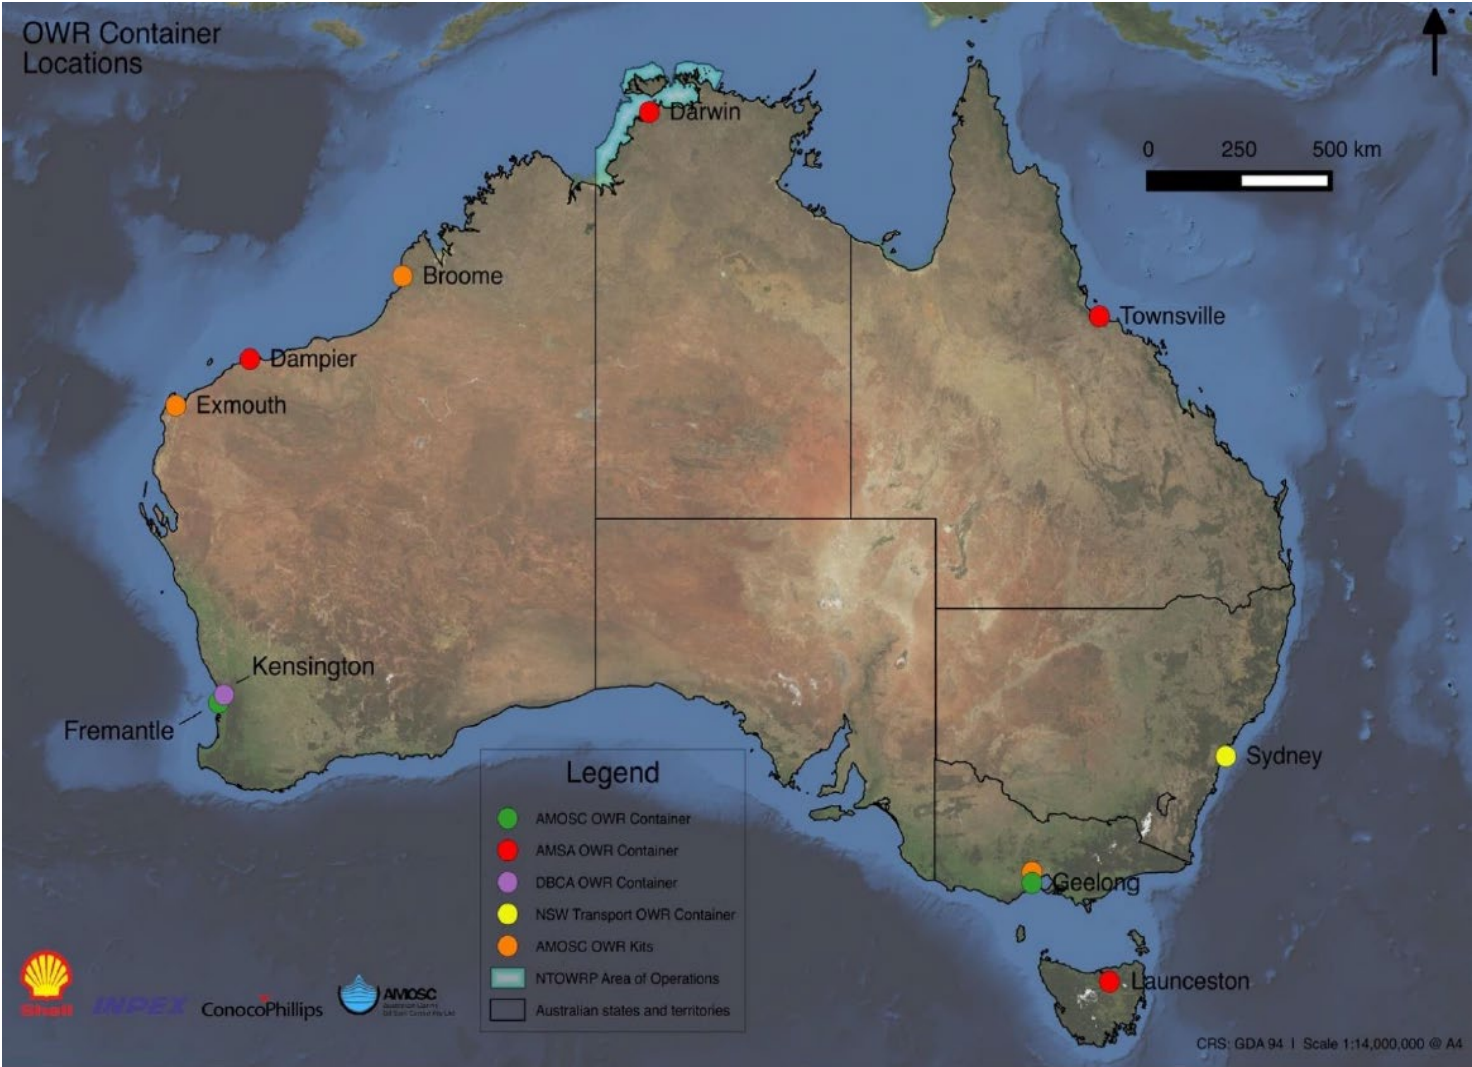 OWR Container
Locations
Darwin
0 250 500 km
Broome
Townsville
Dampier
Exmouth
Kensington
Fremantle
Sydney
Geelong
Launceston
Legend
AMOSC OWR Container
AMSA OWR Container
DBCA OWR Container
NSW Transport OWR Container
AMOSC OWR Kits
NTOWRP Area of Operations
Australian states and territories
Shell
INPEX
ConocoPhillips
AMOSC
CRS: GDA 94 I Scale 1:14,000,000 @ A4